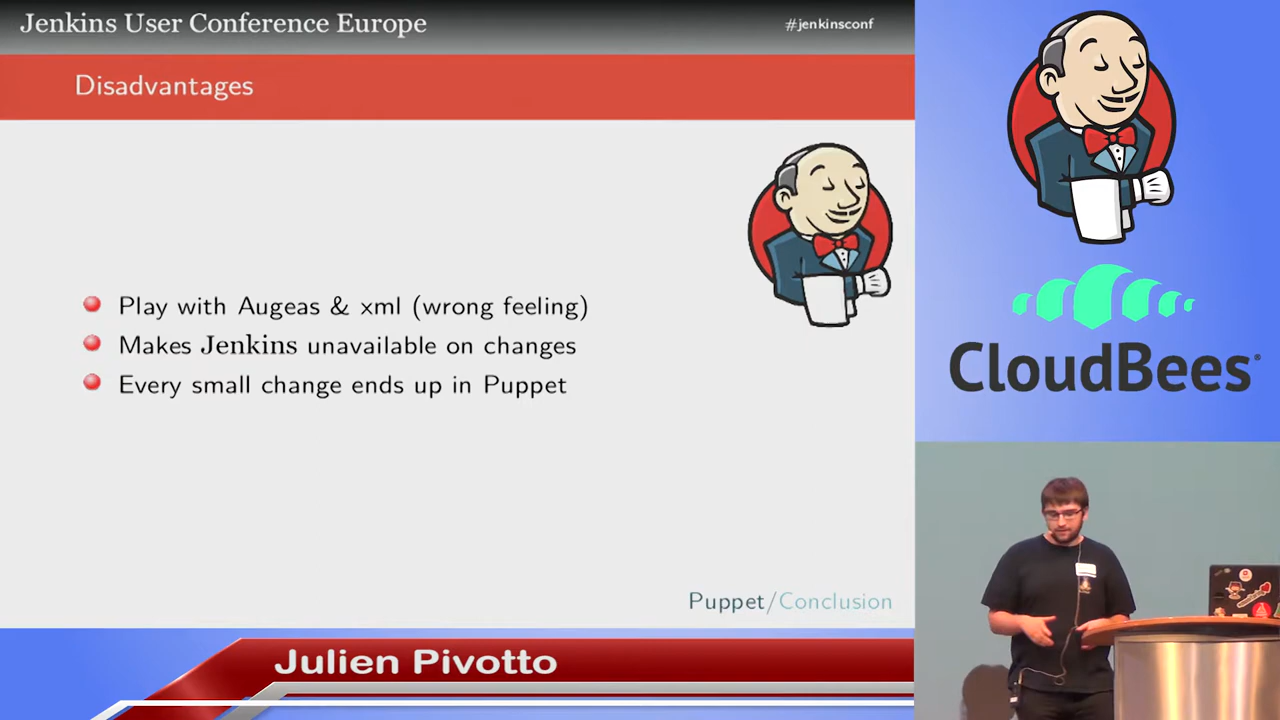 Jenkins User Conference Europe
#jenkinsconf
Disadvantages
Play with Augeas & xml (wrong feeling)
Makes Jenkins unavailable on changes
Every small change ends up in Puppet
Puppet/Conclusion
CloudBees
Julien Pivotto